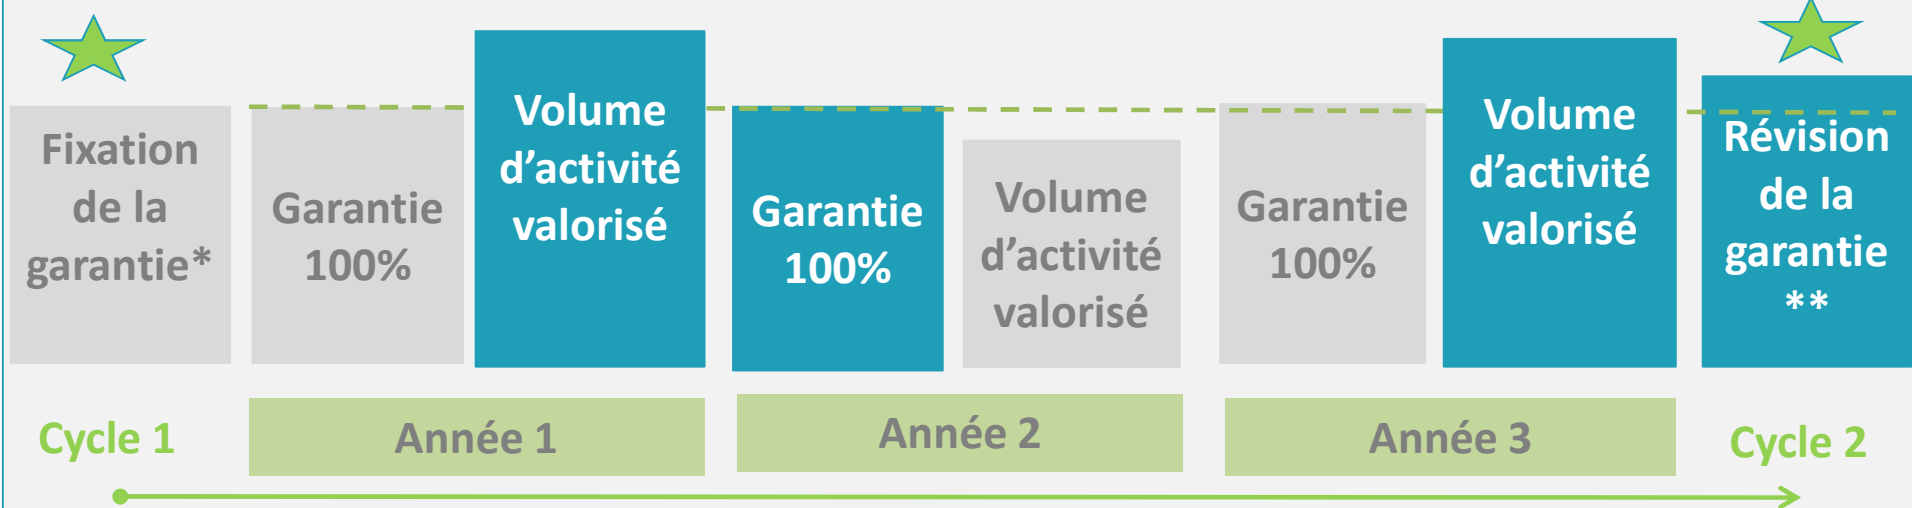 Fixation
de la
garantie*
Garantie
100%
Volume
d’activité
valorisé
Garantie
100%
Volume
d’activité
valorisé
Garantie
100%
Volume
d’activité
valorisé
Révision
de la
garantie
**
Cycle 1
Année 1
Année 2
Année 3
Cycle 2